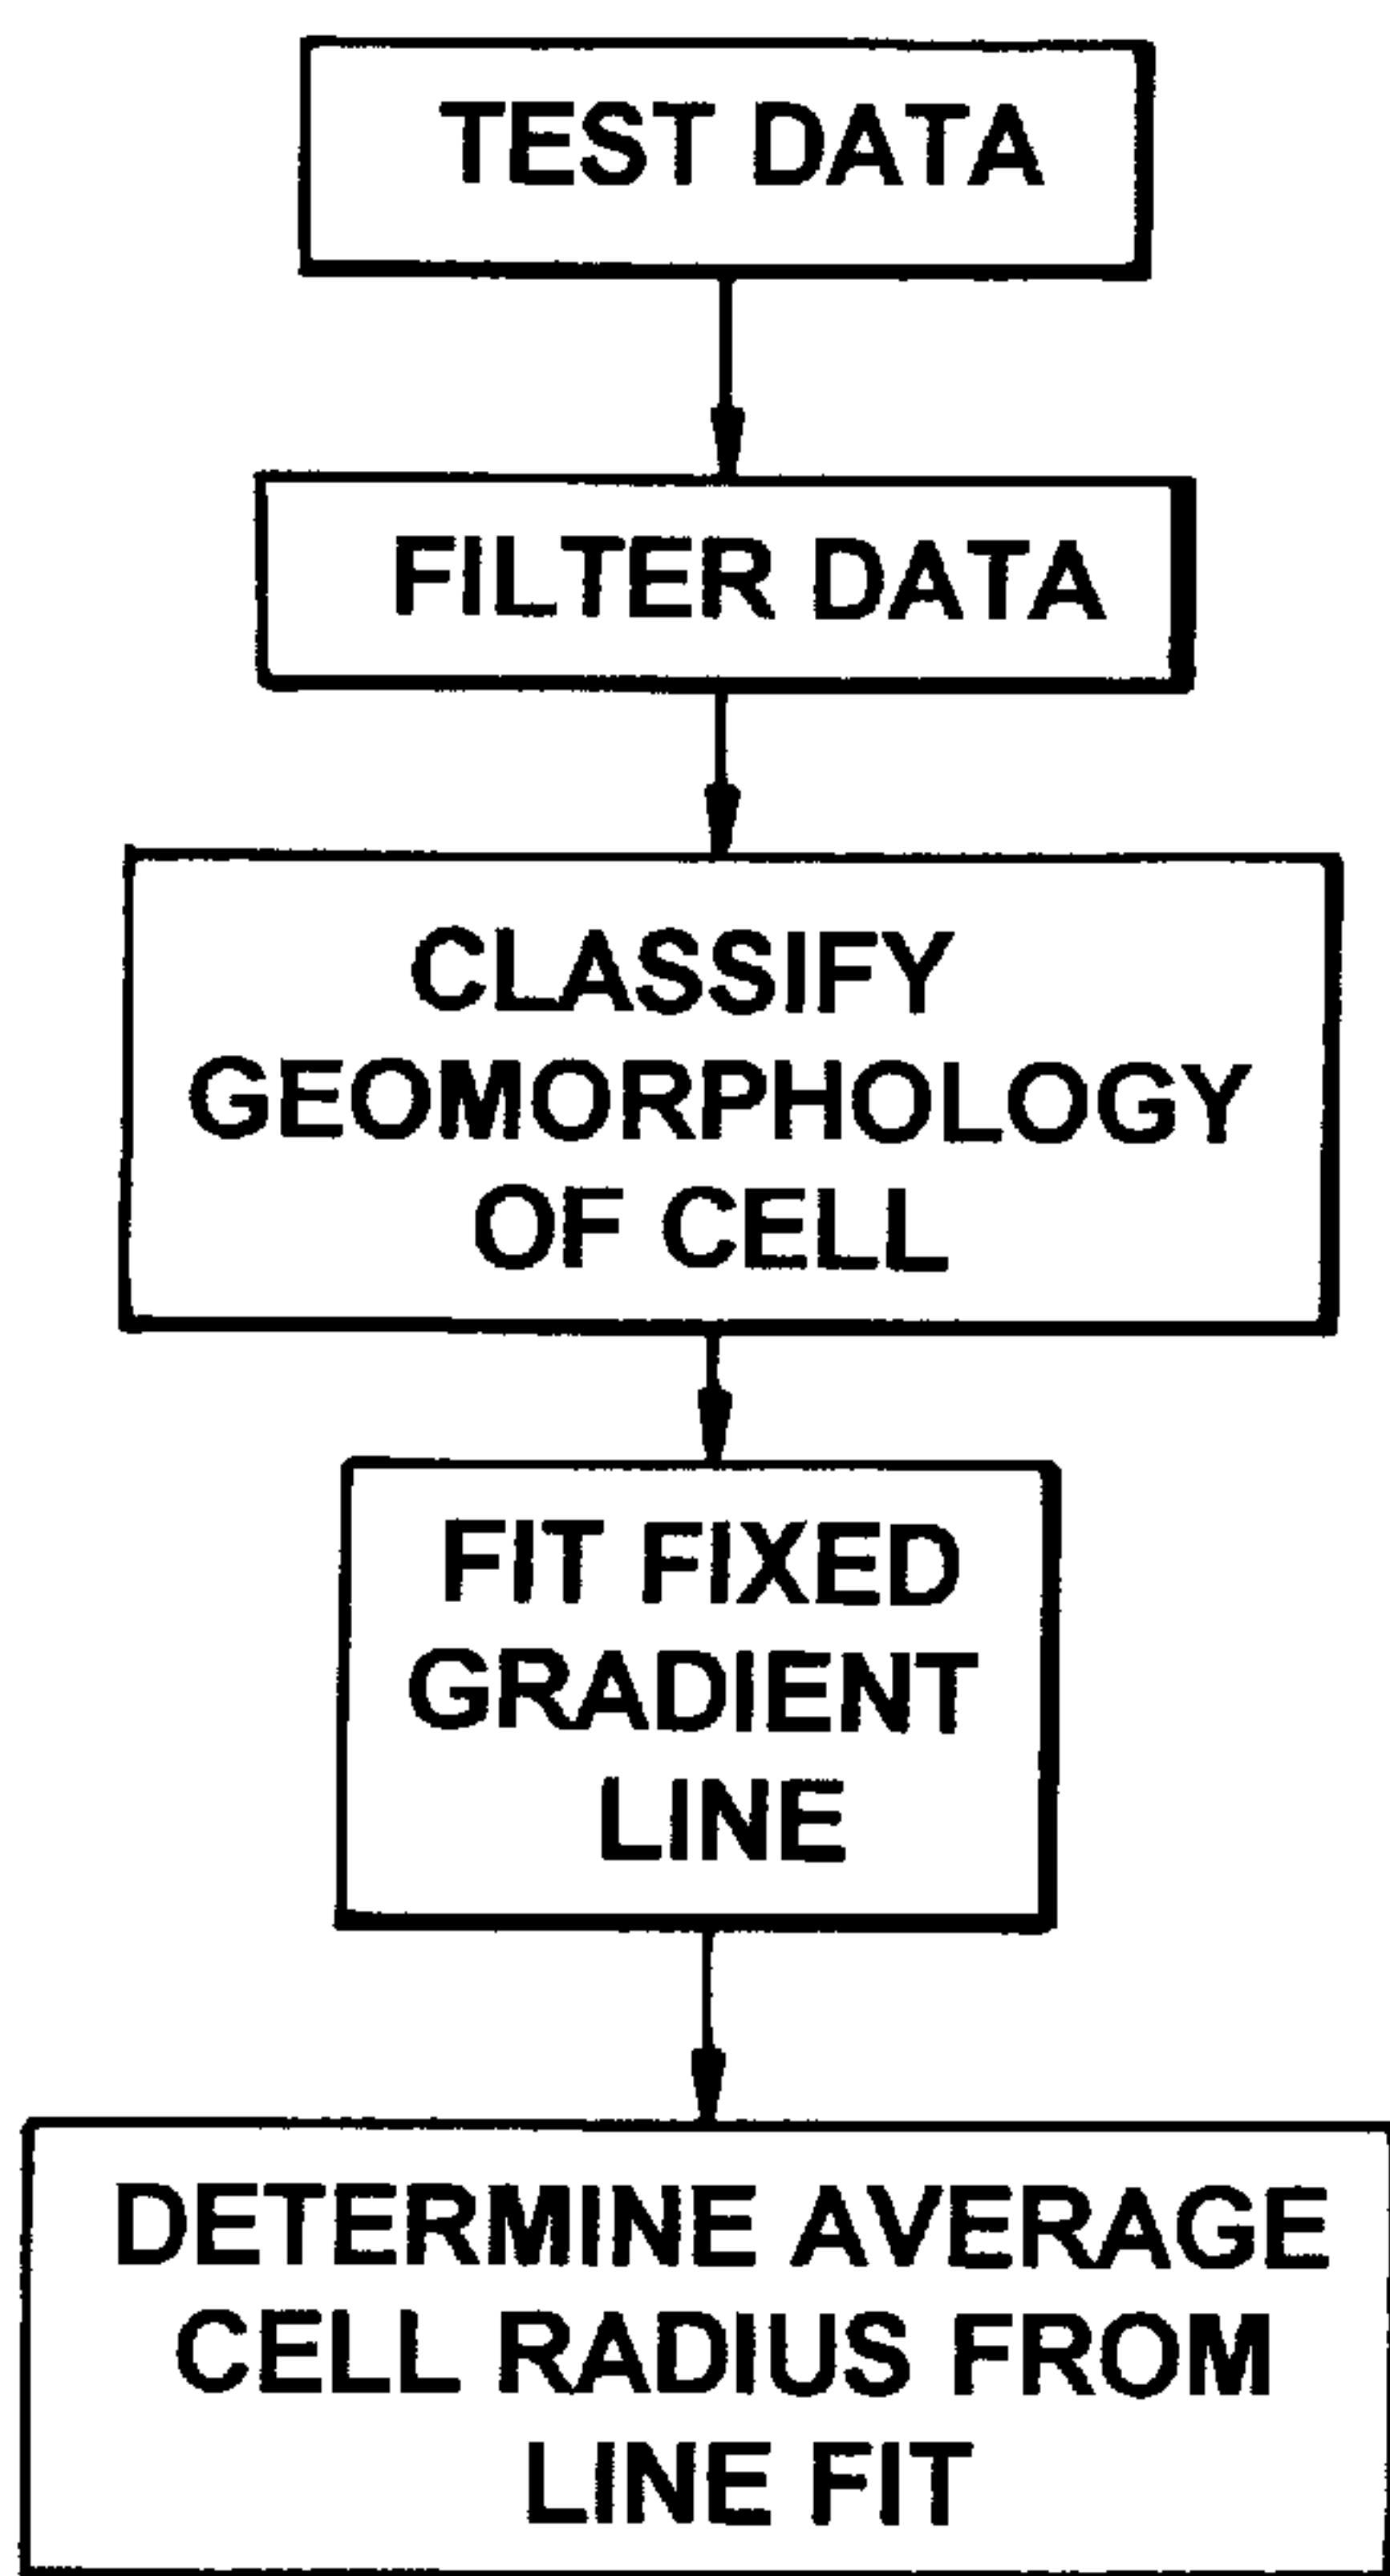 TEST DATA
FILTER DATA
CLASSIFY
GEOMORPHOLOGY
OF CELL
FIT FIXED
GRADIENT
LINE
DETERMINE AVERAGE
CELL RADIUS FROM
LINE FIT